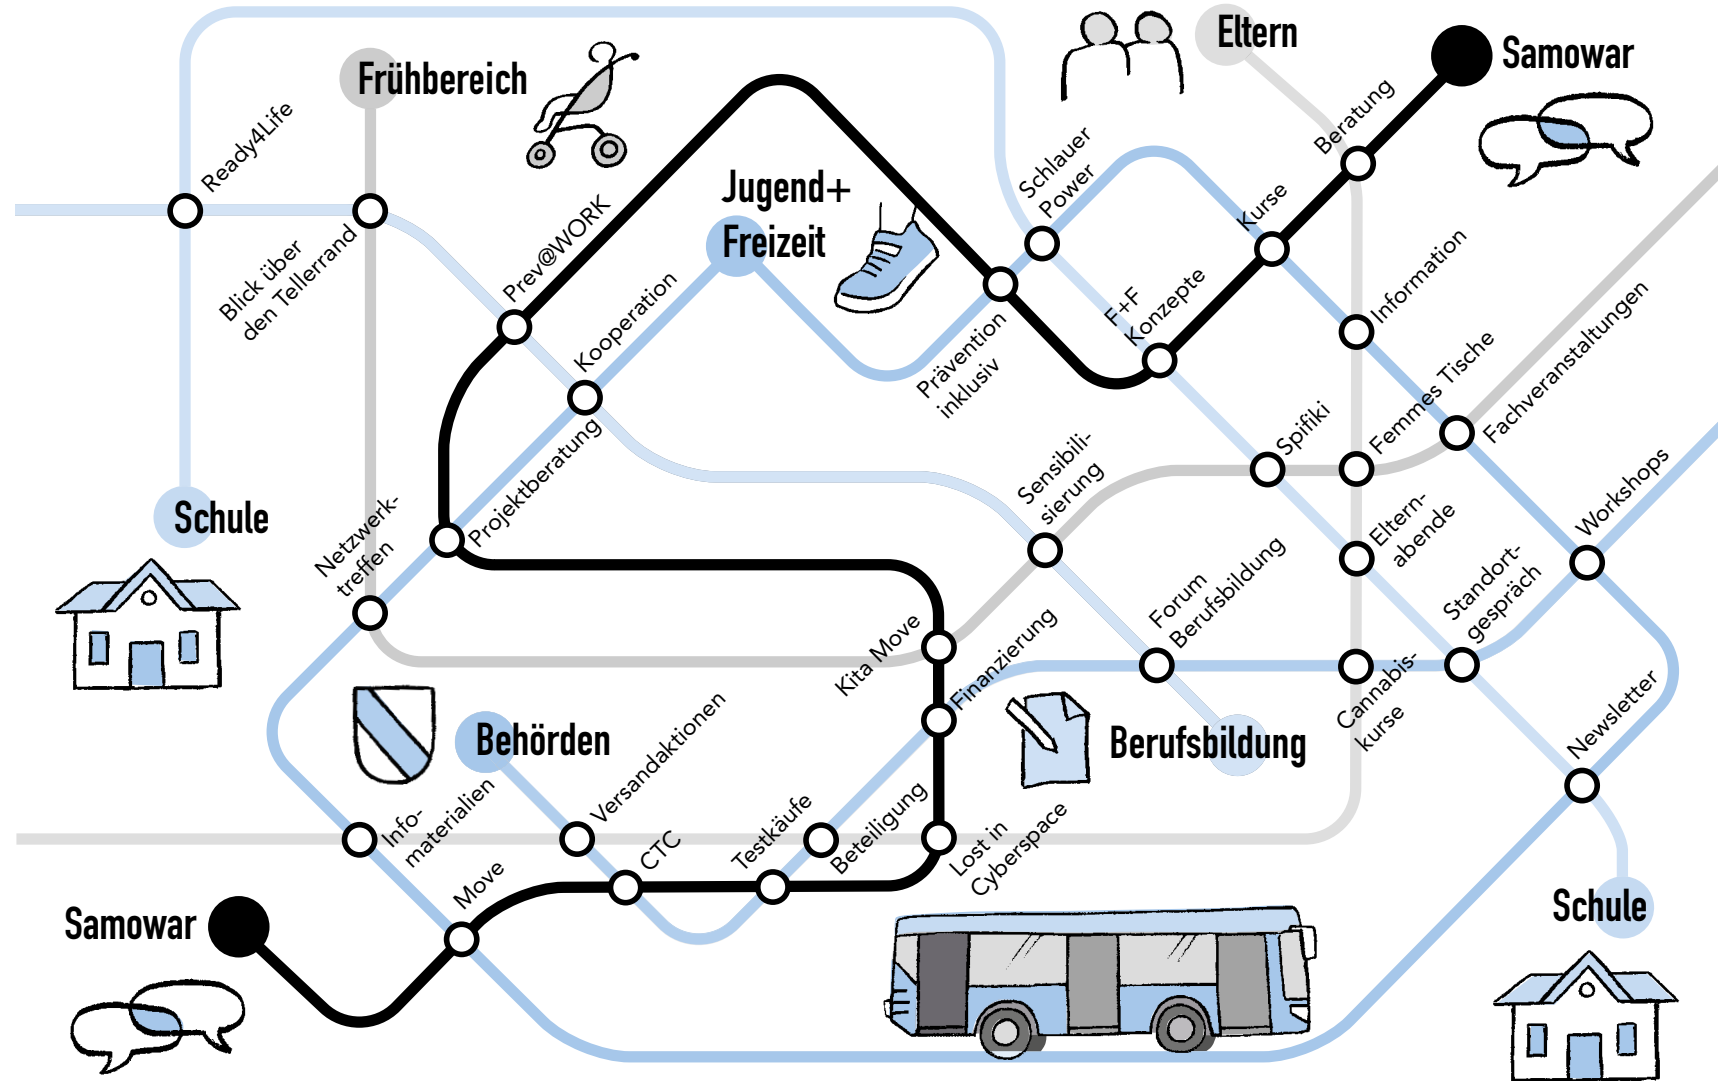 Eltern
Samowar
Frühbereich
Ready4Life
Beratung
Schlauer
Power
Jugend+
Freizeit
Kurse
Blick über
den Tellerrand
Prev@WORK
Kooperation
Information
F+F
Konzepte
Prävention
inklusiv
Fachveranstaltungen
Femmes Tische
Spifiki
Sensibili-
sierung
Projektberatung
Schule
Netzwerk-
treffen
Eltern-
abende
Workshops
Standort-
gespräch
Forum
Berufsbildung
Kita Move
Finanzierung
Cannabis-
kurse
Newsletter
Behörden
Berufsbildung
Versandaktionen
Info-
materialien
Testkäufe
Beteiligung
CTC
Lost in
Cyberspace
Move
Samowar
Schule